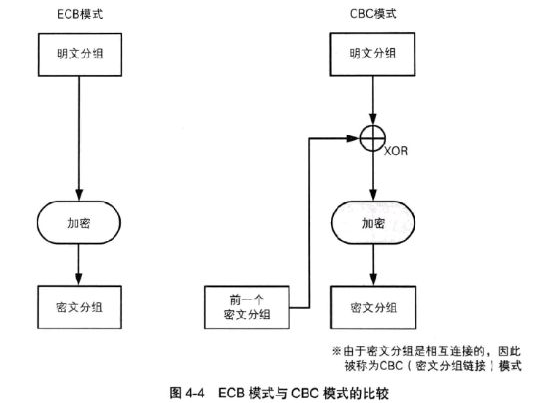 ECB模式
CBC模式
明文分组
明文分组
XOR
加密
加密
密文分组
前一个
密文分组
密文分组
※由于密文分组是相互连接的，因此
被称为CBC（密文分组链接）模式
图 4-4 ECB 模式与 CBC 模式的比较